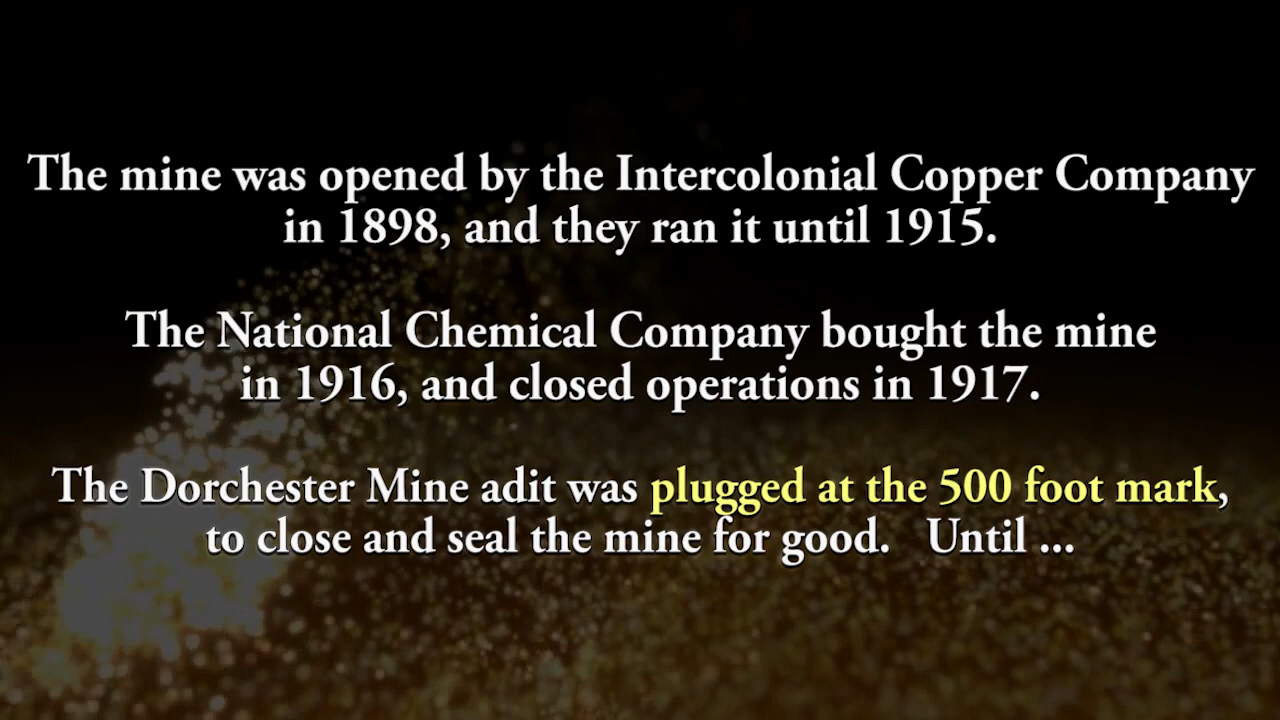 The mine was opened by the Intercolonial Copper Company
in 1898, and they ran it until 1915.
The National Chemical Company bought the mine
in 1916, and closed operations in 1917.
The Dorchester Mine adit was plugged at the 500 foot mark,
to close and seal the mine for good.   Until ...